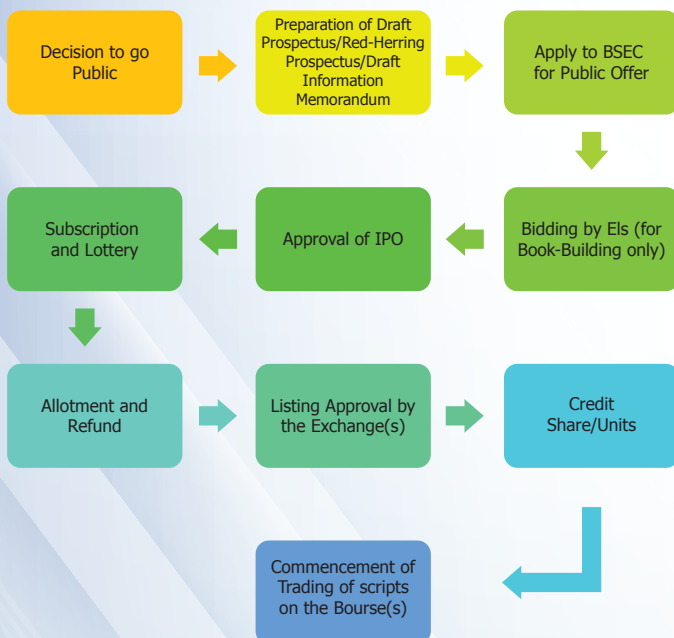 Decision to go
Public
Preparation of Draft
Prospectus/Red-Herring
Prospectus/Draft
Information
Memorandum
Apply to BSEC
for Public Offer
Bidding by Els (for
Book-Building only)
Approval of IPO
Subscription
and Lottery
Allotment and
Refund
Listing Approval by
the Exchange(s)
Credit
Share/Units
Commencement of
Trading of scripts
on the Bourse(s)